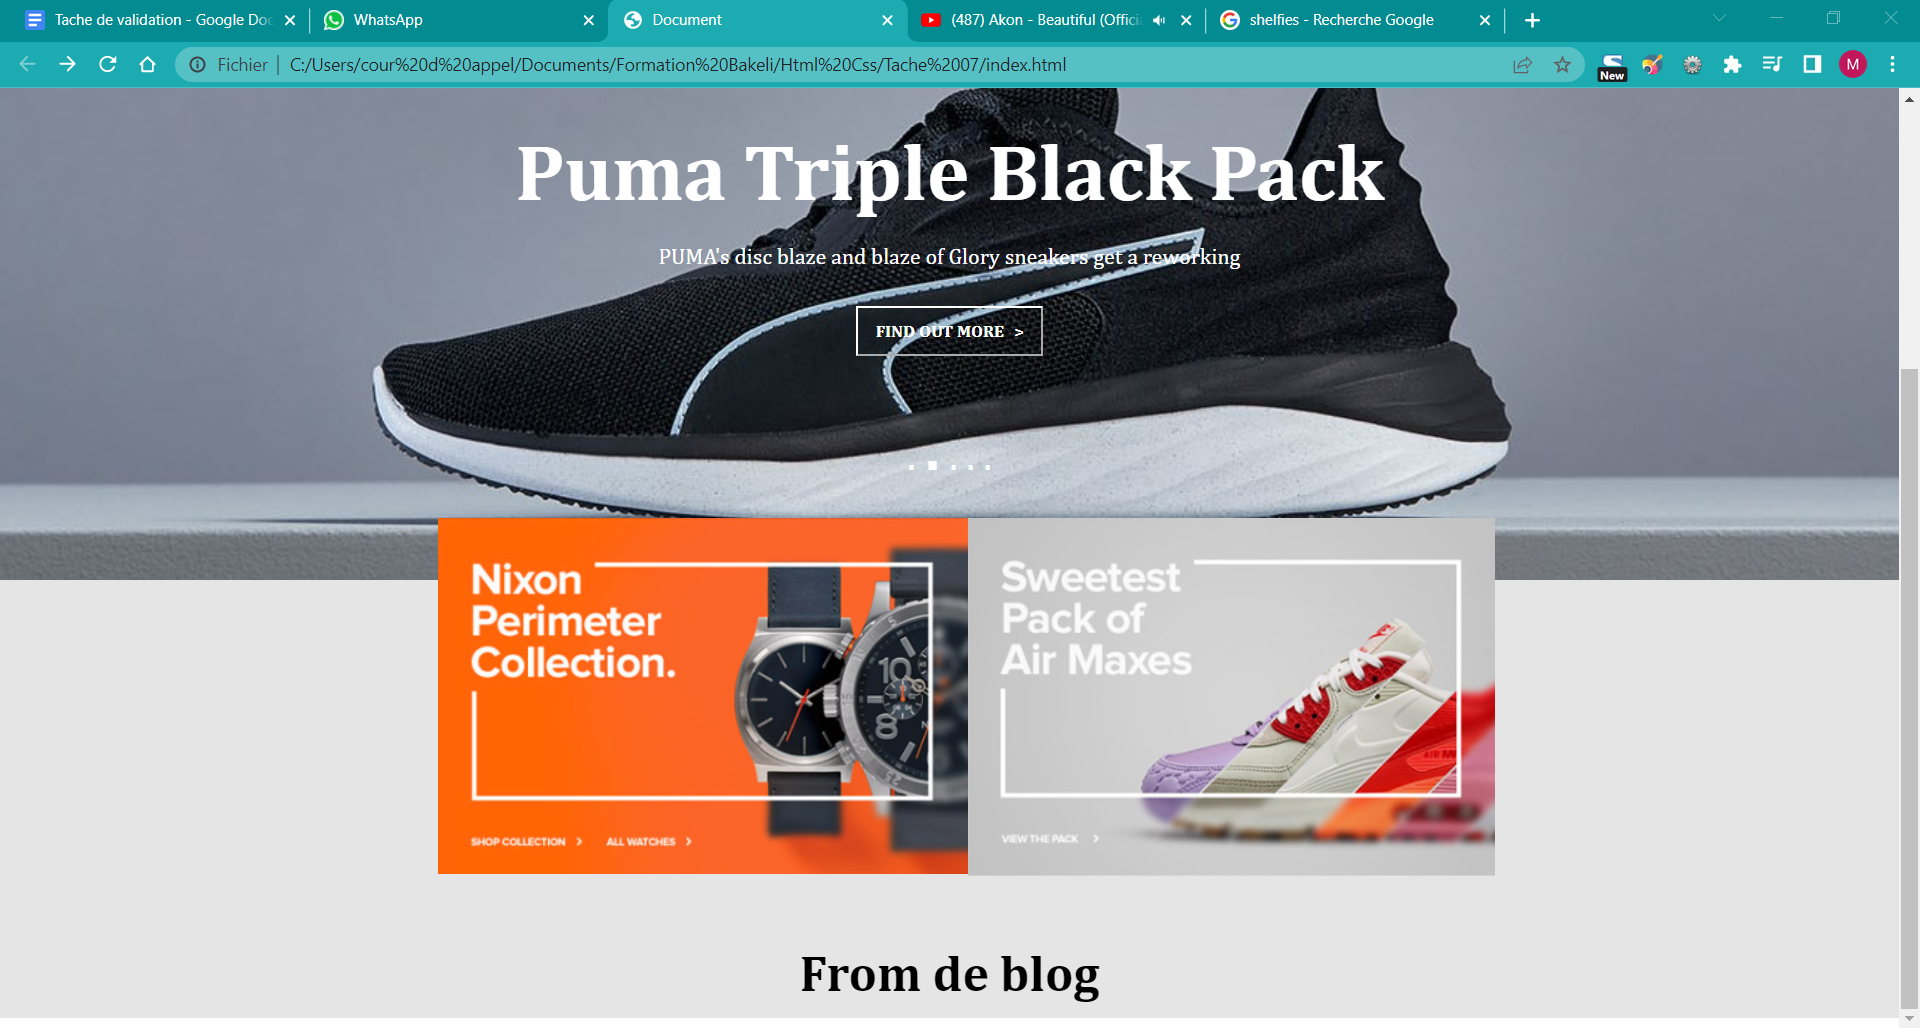 Tache de validation - Google Doc
WhatsApp
Document
(487) Akon - Beautiful (Offici
shelfies - Recherche Google
Fichier
C:/Users/cour%20d%20appel/Documents/Formation%20Bakeli/Html%20Css/Tache%2007/index.html
New
M
Puma Triple Black Pack
PUMA's disc blaze and blaze of Glory sneakers get a reworking
FIND OUT MORE >
Nixon
Perimeter
Collection.
SHOP COLLECTION >
ALL WATCHES >
Sweetest
Pack of
Air Maxes
VIEW THE PACK >
From de blog